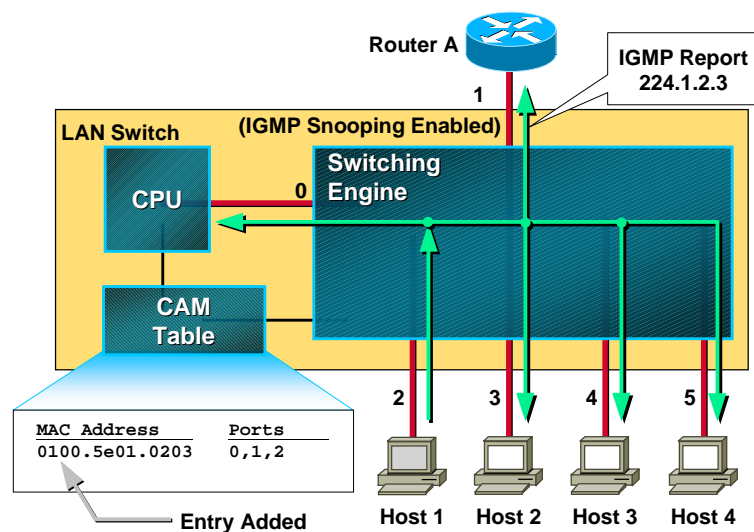 Router A
IGMP Report
224.1.2.3
1
LAN Switch
(IGMP Snooping Enabled)
Switching
Engine
CPU
0
CAM
Table
2
3
4
5
MAC Address Ports
0100.5e01.0203 0,1,2
Entry Added
Host 1
Host 2
Host 3
Host 4